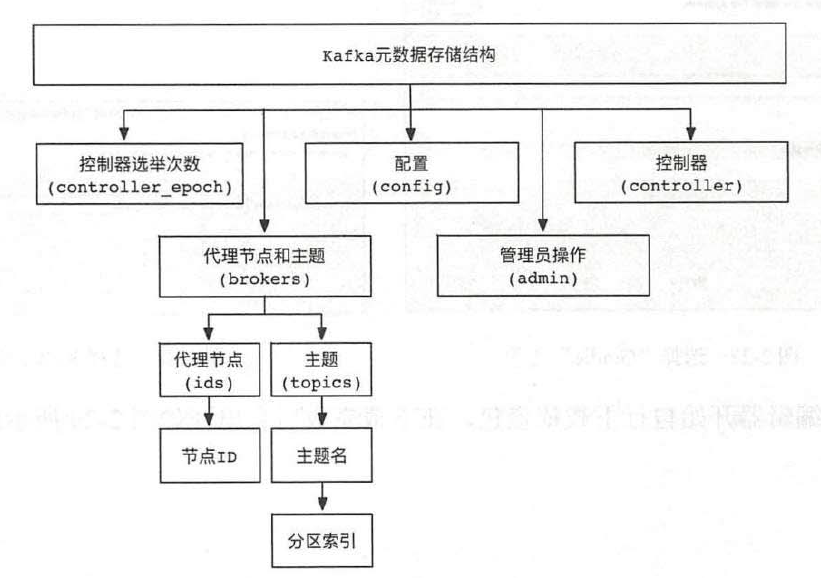 Kafka元数据存储结构
控制器选举次数
(controller_epoch)
配置
(config)
控制器
(controller)
代理节点和主题
(brokers)
管理员操作
(admin)
代理节点
(ids)
主题
(topics)
节点ID
主题名
分区索引